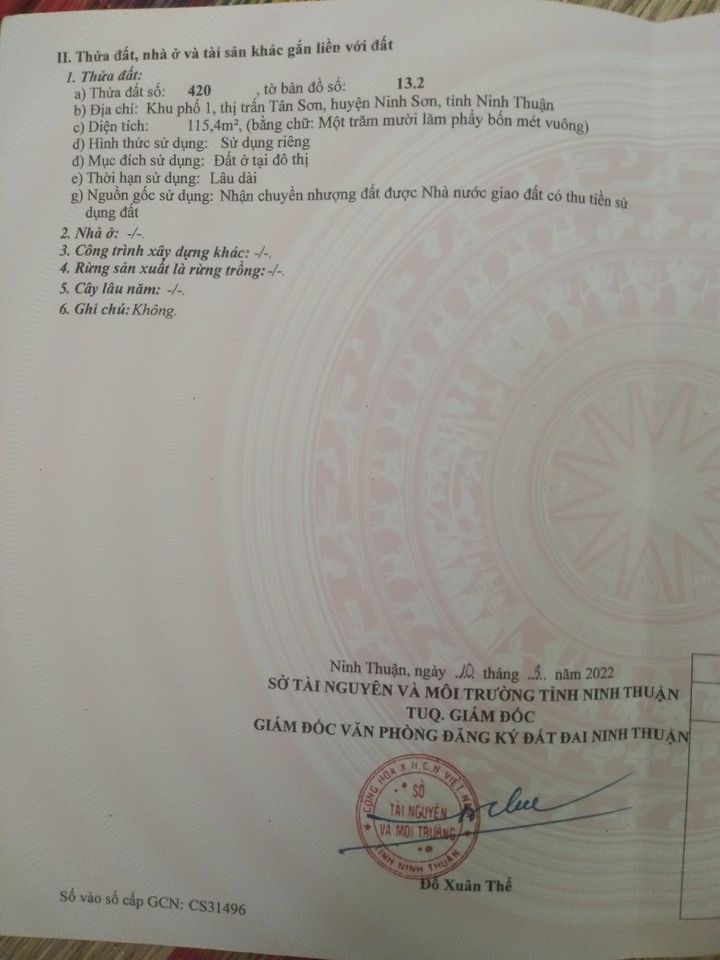 II. Thửa đất, nhà ở và tài sản khác gắn liền với đất
1. Thửa đất:
a) Thửa đất số: 420 , tờ bản đồ số: 13.2
b) Địa chỉ: Khu phố 1, thị trấn Tân Sơn, huyện Ninh Sơn, tỉnh Ninh Thuận
c) Diện tích: 115,4m², (bằng chữ: Một trăm mười lăm phẩy bốn mét vuông)
d) Hình thức sử dụng: Sử dụng riêng
đ) Mục đích sử dụng: Đất ở tại đô thị
e) Thời hạn sử dụng: Lâu dài
g) Nguồn gốc sử dụng: Nhận chuyển nhượng đất được Nhà nước giao đất có thu tiền sử
dụng đất
2. Nhà ở: -/-.
3. Công trình xây dựng khác: -/-.
4. Rừng sản xuất là rừng trồng: -/-.
5. Cây lâu năm: -/-.
6. Ghi chú: Không.
Ninh Thuận, ngày 10 tháng 3 năm 2022
SỞ TÀI NGUYÊN VÀ MÔI TRƯỜNG TỈNH NINH THUẬN
TUQ. GIÁM ĐỐC
GIÁM ĐỐC VĂN PHÒNG ĐĂNG KÝ ĐẤT ĐAI NINH THUẬN
CỘNG HÒA X.H.C.N VIỆT NAM
SỞ
TÀI NGUYÊN
VÀ MÔI TRƯỜNG
TỈNH NINH THUẬN
Đỗ Xuân Thể
Số vào sổ cấp GCN: CS31496